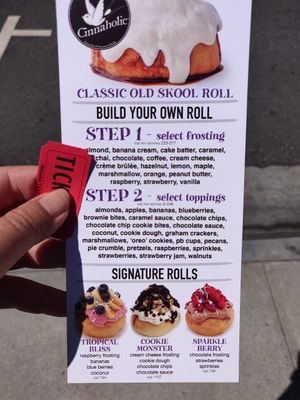 Cinnaholic
CLASSIC OLD SKOOL ROLL
BUILD YOUR OWN ROLL
STEP 1 - select frosting
almond, banana cream, cake batter, caramel,
chai, chocolate, coffee, cream cheese,
crème brûlée, hazelnut, lemon, maple,
marshmallow, orange, peanut butter,
raspberry, strawberry, vanilla
TICK
STEP 2 - select toppings
almonds, apples, bananas, blueberries,
brownie bites, caramel sauce, chocolate chips,
chocolate chip cookie bites, chocolate sauce,
coconut, cookie dough, graham crackers,
marshmallows, 'oreo' cookies, pb cups, pecans,
pie crumble, pretzels, raspberries, sprinkles,
strawberries, strawberry jam, walnuts
SIGNATURE ROLLS
TROPICAL
BLISS
raspberry frosting
bananas
blue berries
coconut
COOKIE
MONSTER
cream cheese frosting
cookie dough
chocolate chips
chocolate sauce
SPARKLE
BERRY
chocolate frosting
strawberries
sprinkles